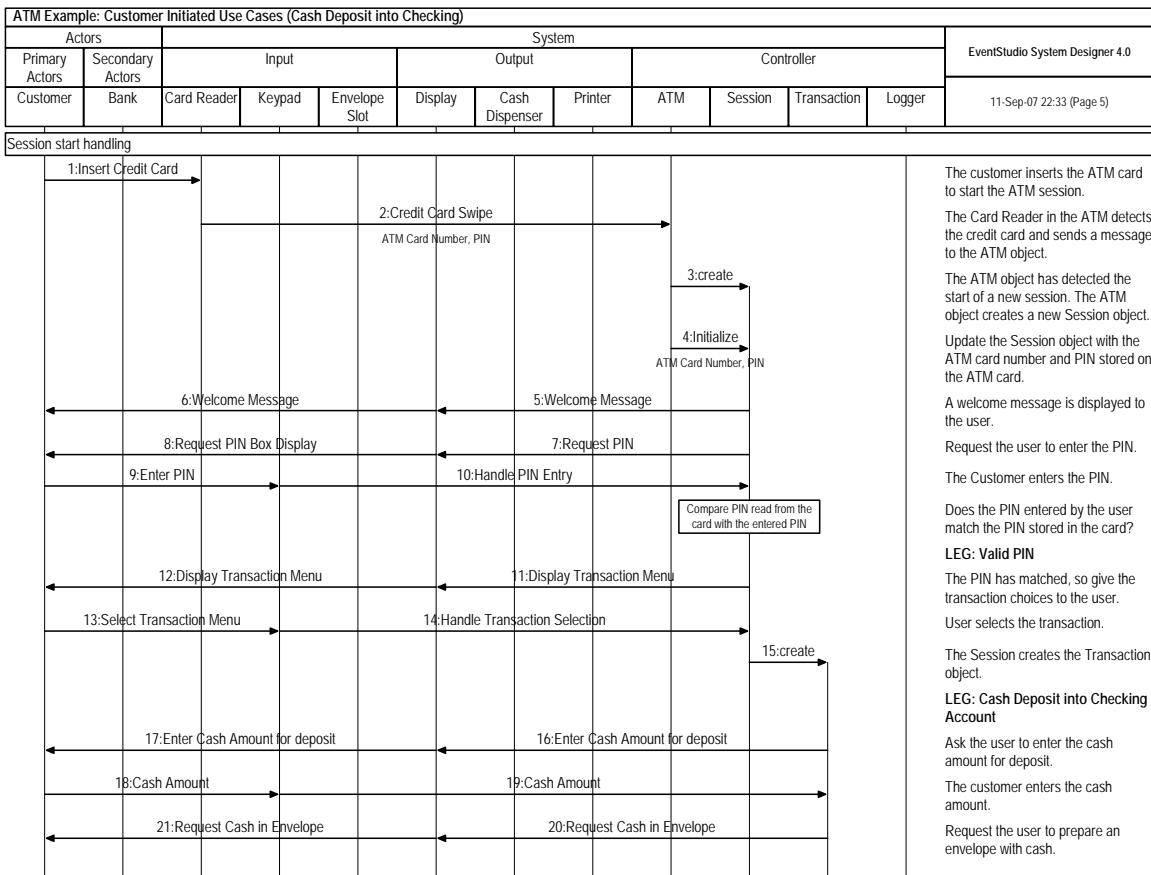 ATM Example: Customer Initiated Use Cases (Cash Deposit into Checking)
Actors
System
EventStudio System Designer 4.0
Primary
Actors
Secondary
Actors
Input
Output
Controller
Customer
Bank
Card Reader
Keypad
Envelope
Slot
Display
Cash
Dispenser
Printer
ATM
Session
Transaction
Logger
11-Sep-07 22:33 (Page 5)
Session start handling
1:Insert Credit Card
The customer inserts the ATM card
to start the ATM session.
2:Credit Card Swipe
ATM Card Number, PIN
The Card Reader in the ATM detects
the credit card and sends a message
to the ATM object.
3:create
The ATM object has detected the
start of a new session. The ATM
object creates a new Session object.
4:Initialize
ATM Card Number, PIN
Update the Session object with the
ATM card number and PIN stored on
the ATM card.
6:Welcome Message
5:Welcome Message
A welcome message is displayed to
the user.
8:Request PIN Box Display
7:Request PIN
Request the user to enter the PIN.
9:Enter PIN
10:Handle PIN Entry
The Customer enters the PIN.
Compare PIN read from the
card with the entered PIN
Does the PIN entered by the user
match the PIN stored in the card?
LEG: Valid PIN
12:Display Transaction Menu
11:Display Transaction Menu
The PIN has matched, so give the
transaction choices to the user.
13:Select Transaction Menu
14:Handle Transaction Selection
User selects the transaction.
15:create
The Session creates the Transaction
object.
LEG: Cash Deposit into Checking
Account
17:Enter Cash Amount for deposit
16:Enter Cash Amount for deposit
Ask the user to enter the cash
amount for deposit.
18:Cash Amount
19:Cash Amount
The customer enters the cash
amount.
21:Request Cash in Envelope
20:Request Cash in Envelope
Request the user to prepare an
envelope with cash.